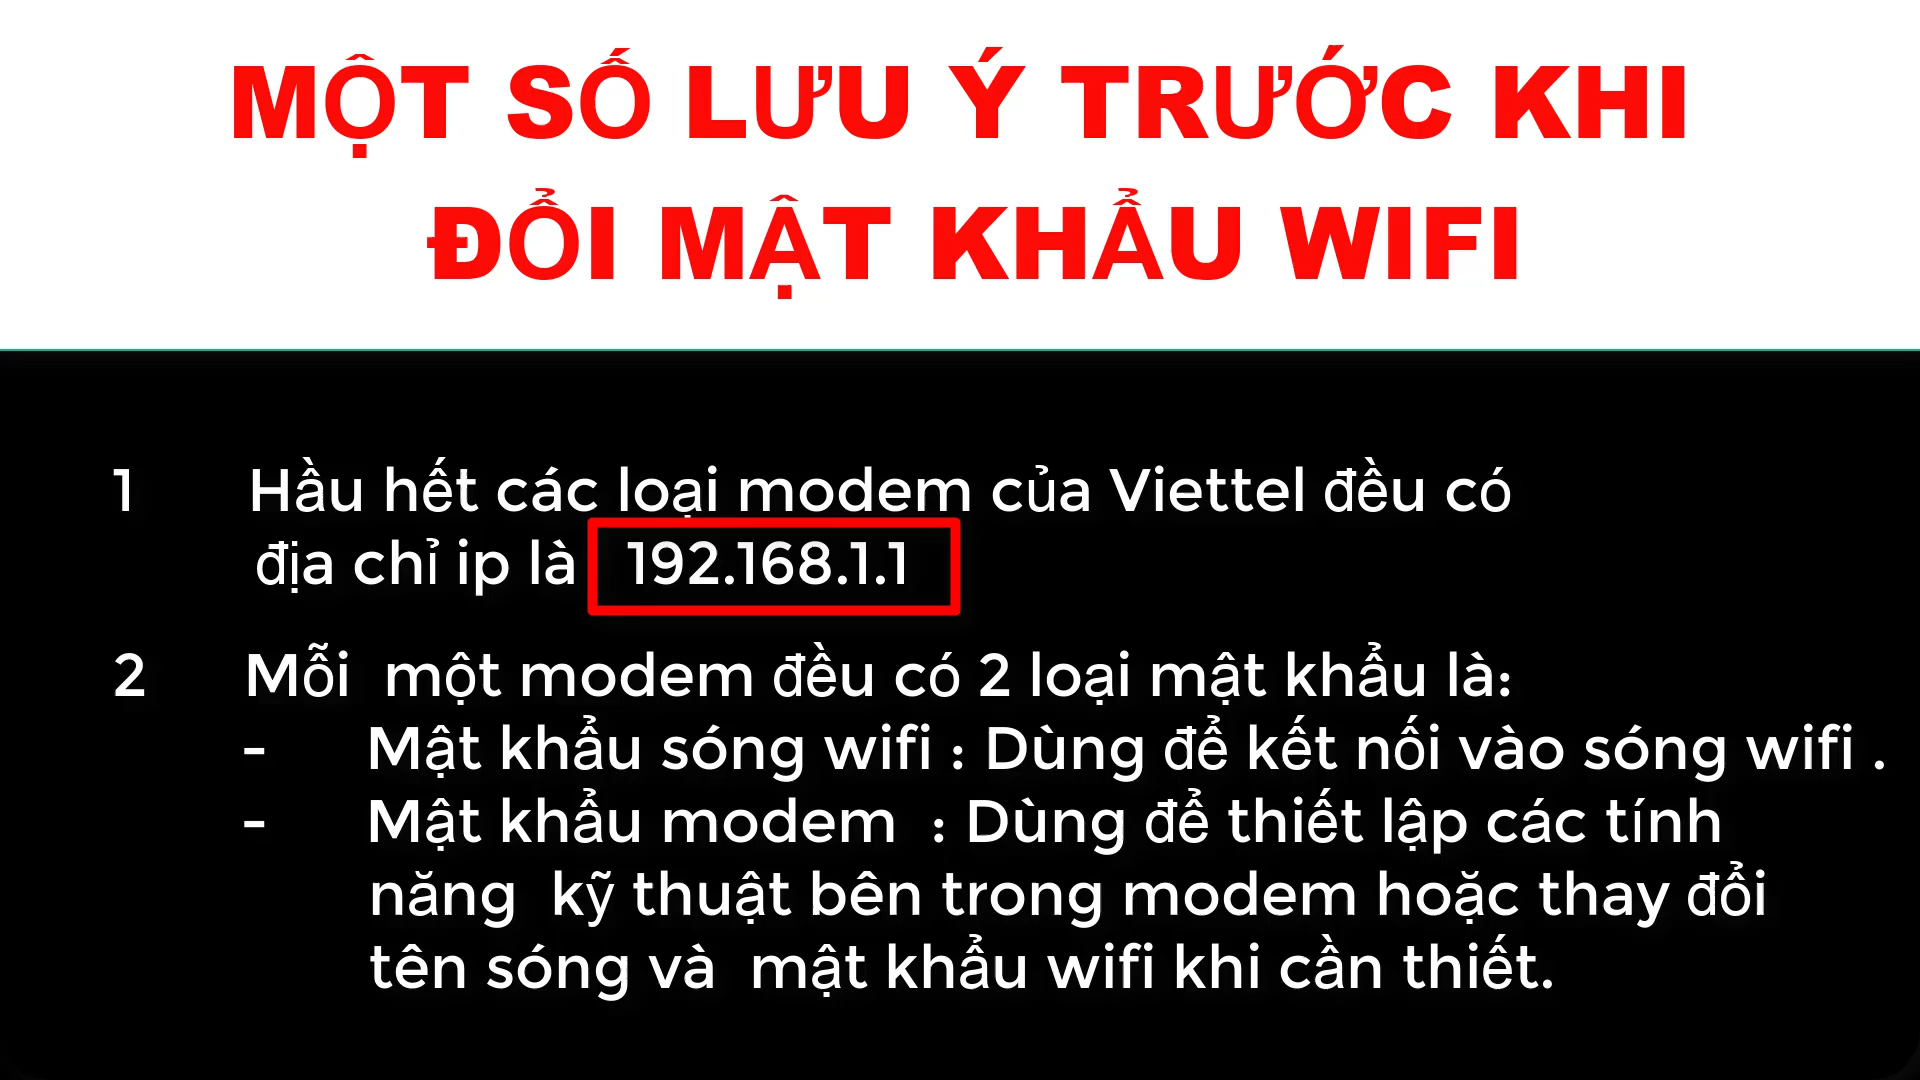 MỘT SỐ LƯU Ý TRƯỚC KHI
ĐỔI MẬT KHẨU WIFI
1 Hầu hết các loại modem của Viettel đều có
địa chỉ ip là 192.168.1.1
2 Mỗi một modem đều có 2 loại mật khẩu là:
- Mật khẩu sóng wifi : Dùng để kết nối vào sóng wifi .
- Mật khẩu modem : Dùng để thiết lập các tính
năng kỹ thuật bên trong modem hoặc thay đổi
tên sóng và mật khẩu wifi khi cần thiết.